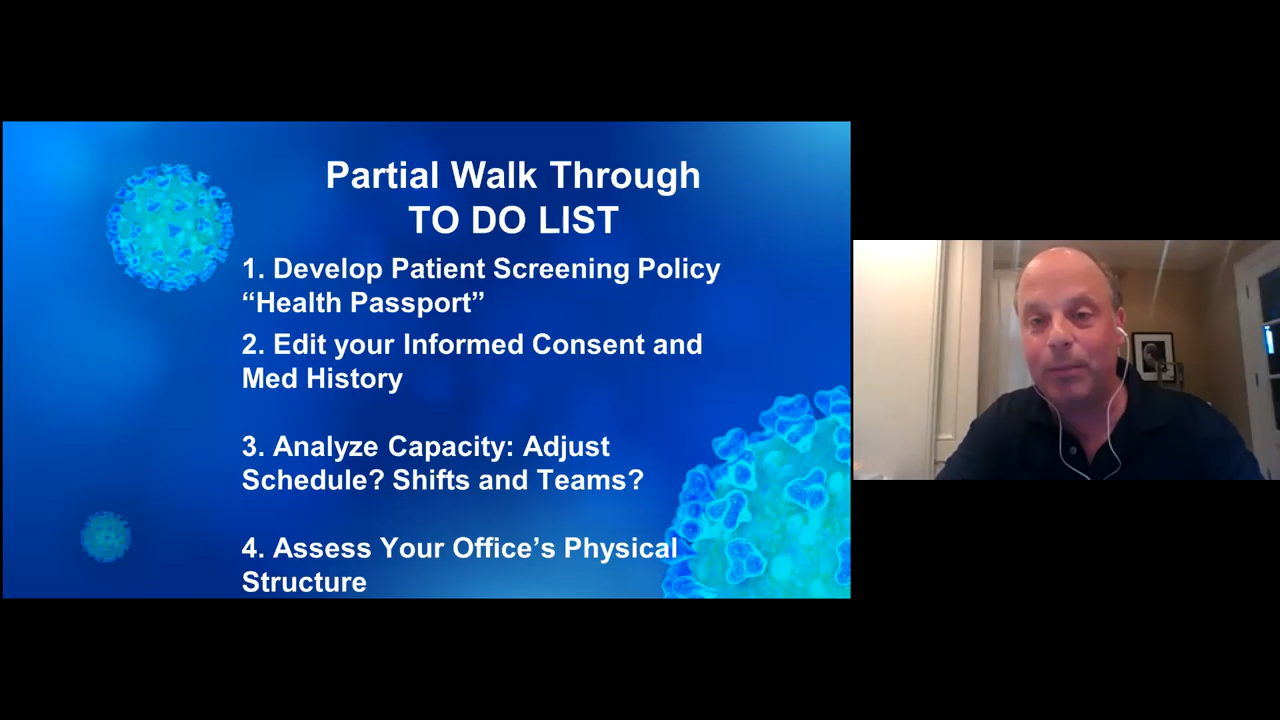 Partial Walk Through
TO DO LIST
1. Develop Patient Screening Policy
“Health Passport”
2. Edit your Informed Consent and
Med History
3. Analyze Capacity: Adjust
Schedule? Shifts and Teams?
4. Assess Your Office’s Physical
Structure